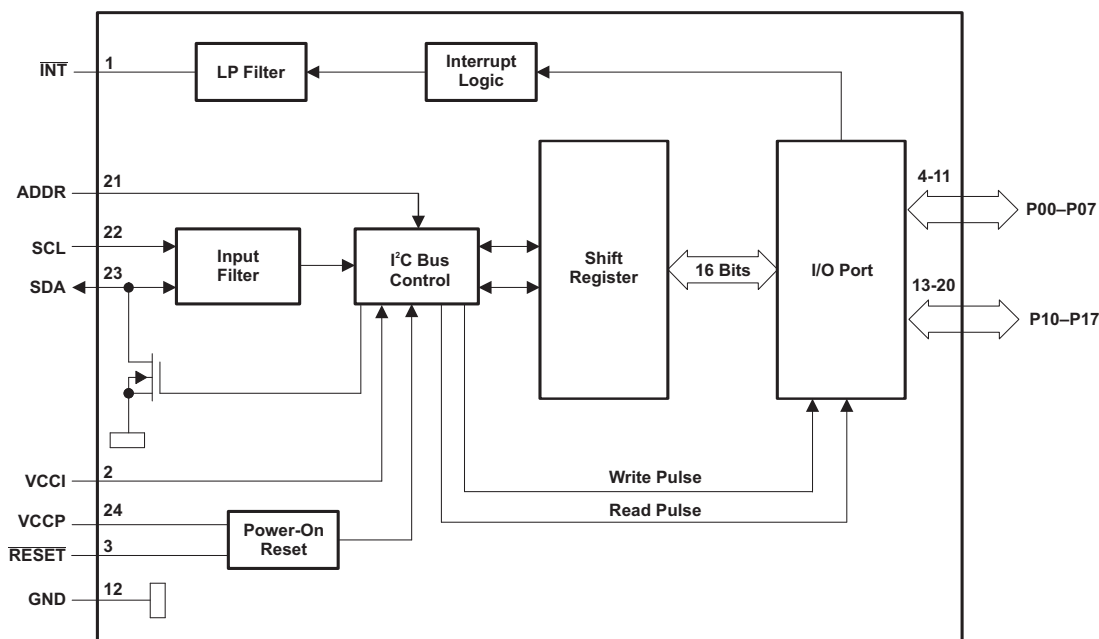 INT
1
LP Filter
Interrupt
Logic
ADDR
21
4-11
P00–P07
SCL
22
Input
Filter
I²C Bus
Control
Shift
Register
16 Bits
I/O Port
SDA
23
13-20
P10–P17
VCCI
2
Write Pulse
VCCP
24
Read Pulse
Power-On
Reset
RESET
3
GND
12